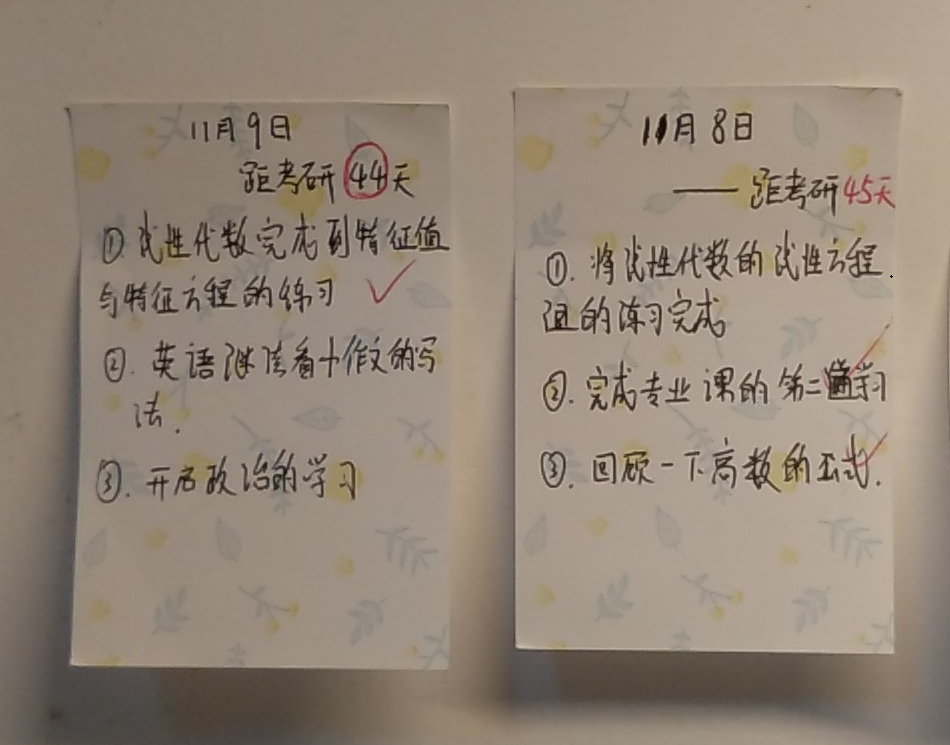 11月9日
距考研44天
①线性代数完成到特征值
与特征方程的练习
②.英语继续看十作文的写
法.
③.开启政治的学习
11月8日
——距考研45天
①.将线性代数的线性方程
组的练习完成
②.完成专业课的第二遍学习
③.回顾一下高数的公式.